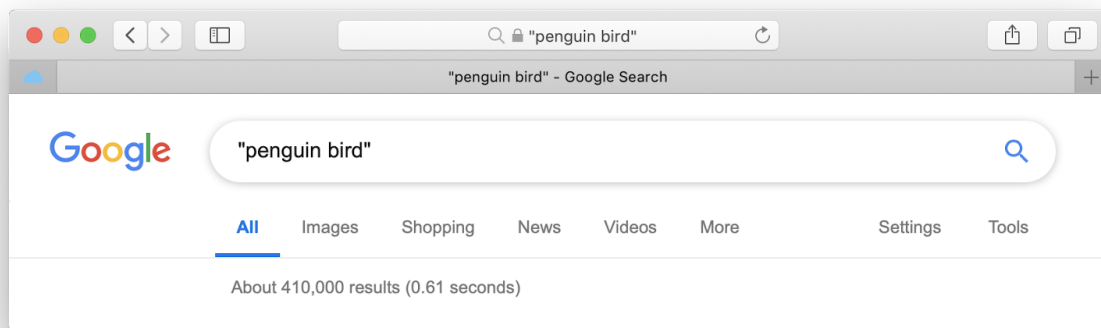 "penguin bird"
"penguin bird" - Google Search
Google "penguin bird"
All Images Shopping News Videos More Settings Tools
About 410,000 results (0.61 seconds)